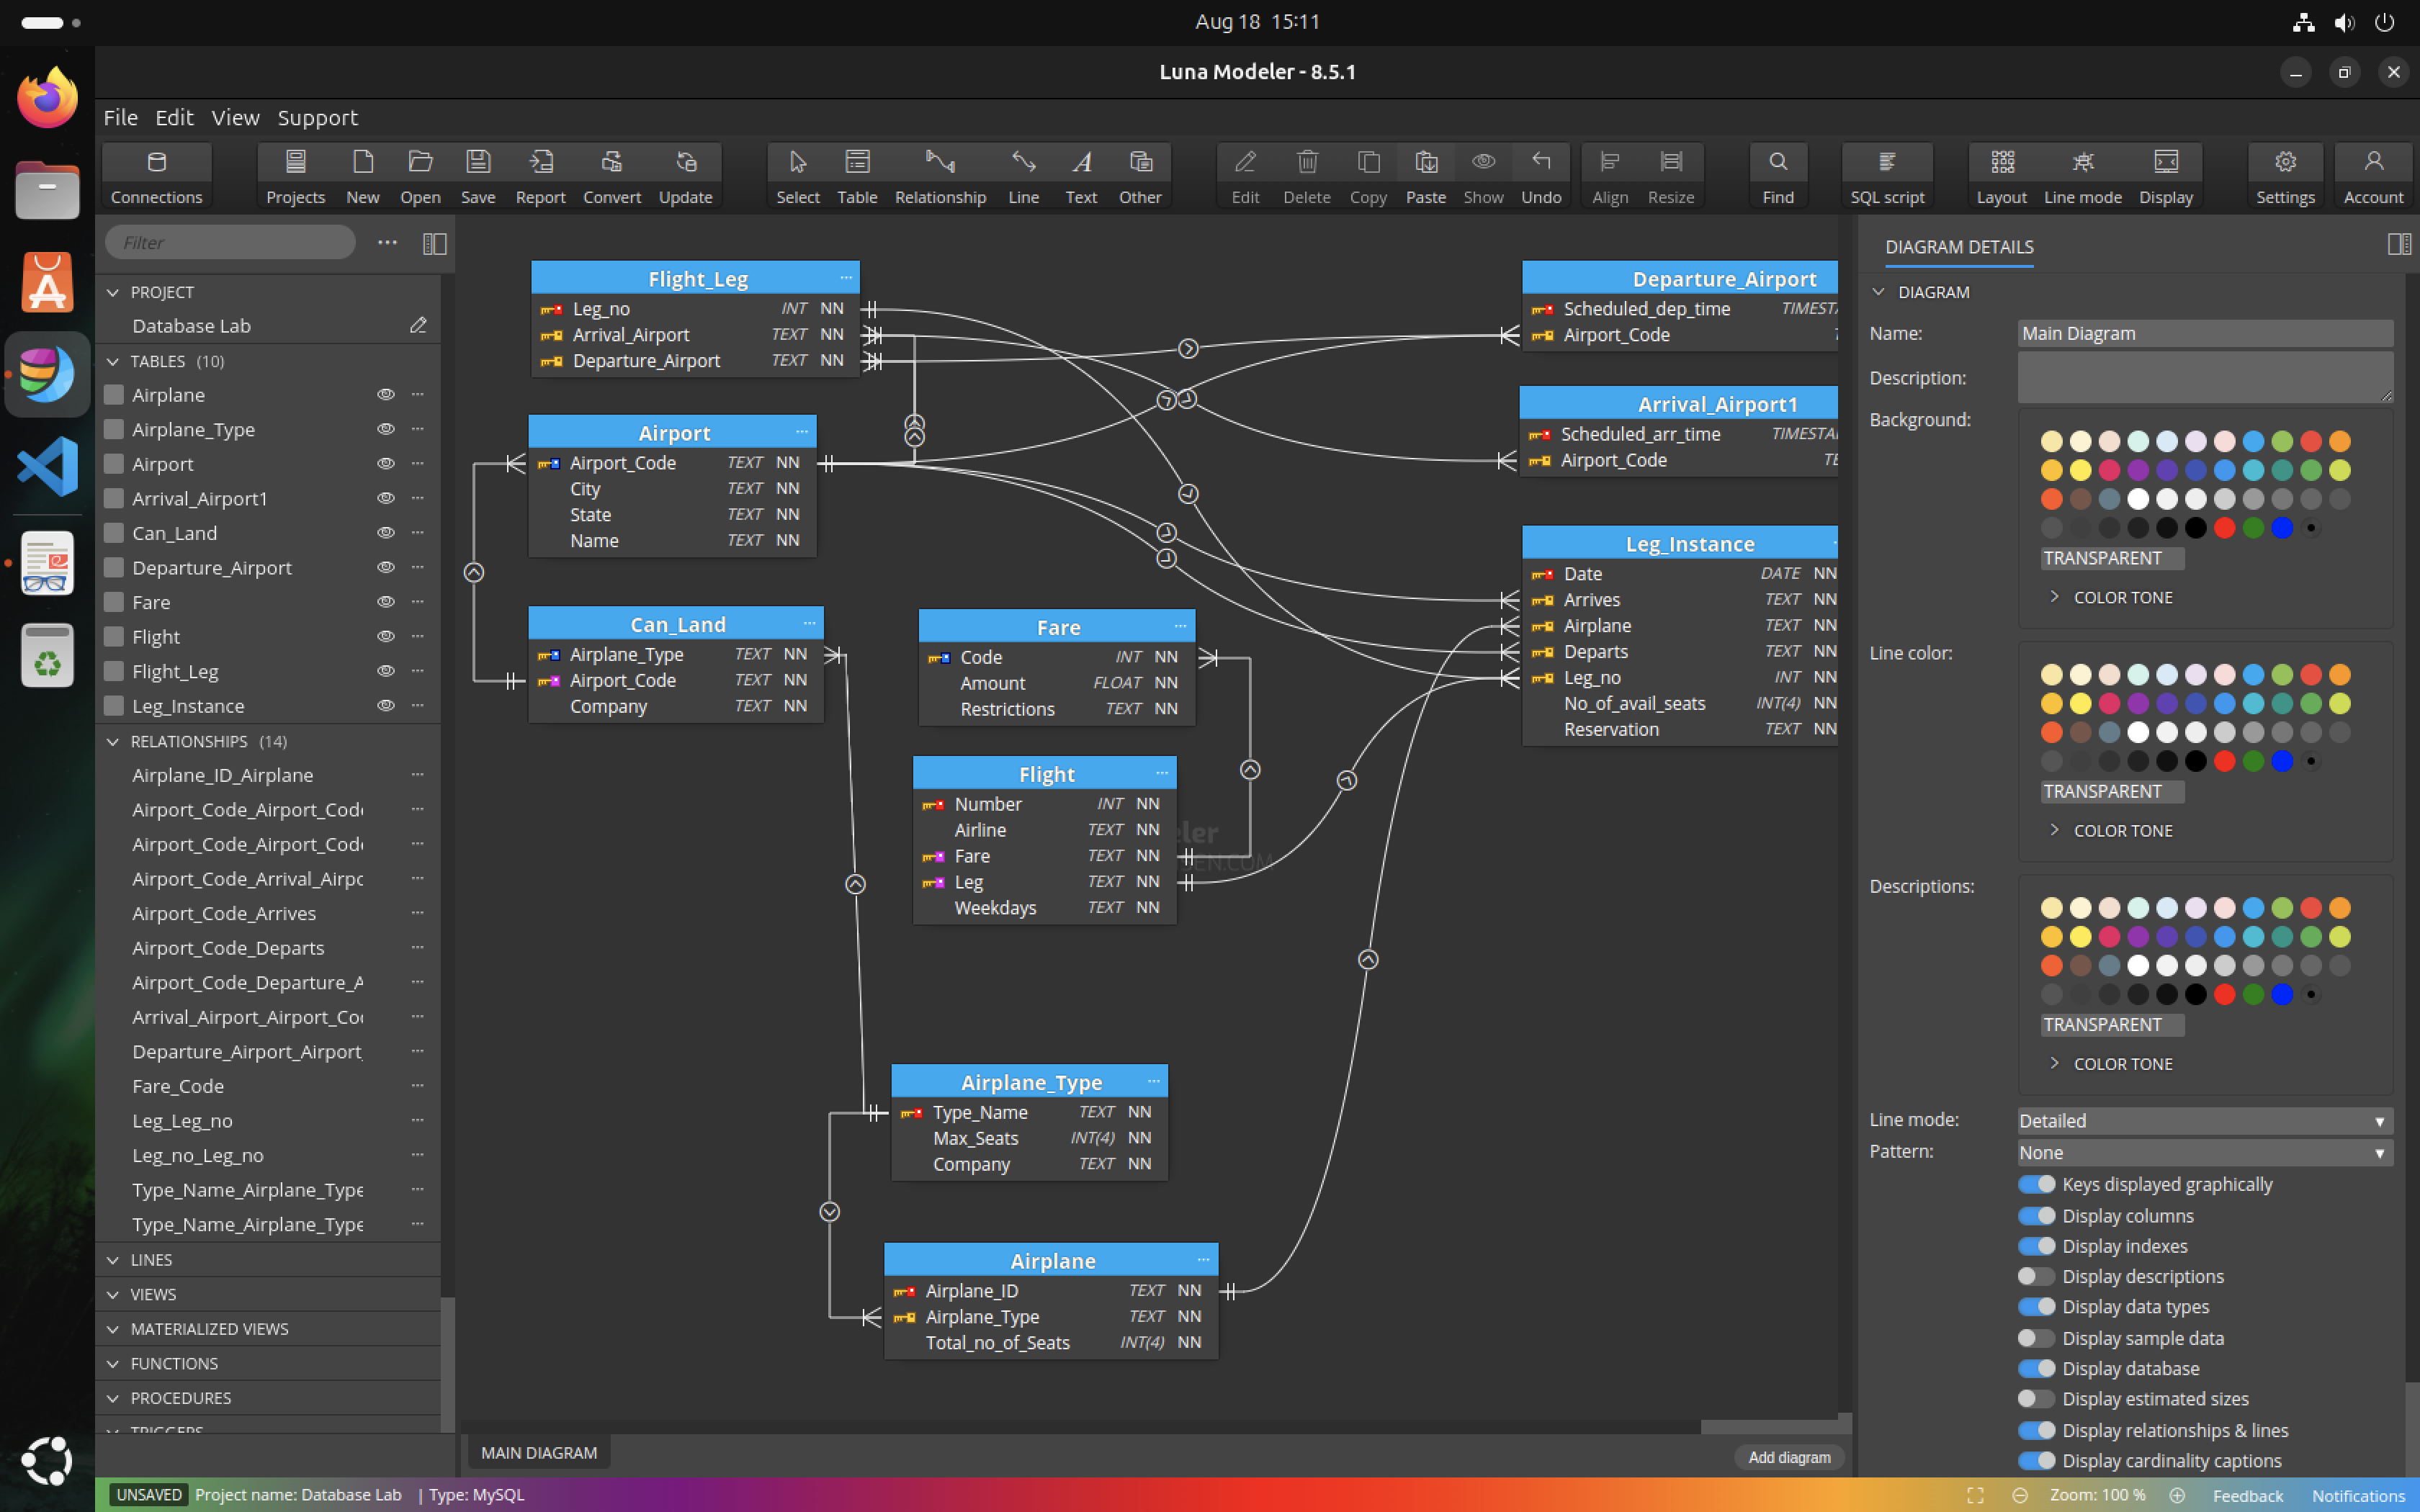 Aug 18 15:11
Luna Modeler - 8.5.1
File Edit View Support
Connections Projects New Open Save Report Convert Update Select Table Relationship Line Text Other Edit Delete Copy Paste Show Undo Align Resize Find SQL script Layout Line mode Display Settings Account
Filter
PROJECT
Database Lab
TABLES (10)
Airplane
Airplane_Type
Airport
Arrival_Airport1
Can_Land
Departure_Airport
Fare
Flight
Flight_Leg
Leg_Instance
RELATIONSHIPS (14)
Airplane_ID_Airplane
Airport_Code_Airport_Code
Airport_Code_Airport_Code
Airport_Code_Arrival_Airpo
Airport_Code_Arrives
Airport_Code_Departs
Airport_Code_Departure_A
Arrival_Airport_Airport_Co
Departure_Airport_Airport_
Fare_Code
Leg_Leg_no
Leg_no_Leg_no
Type_Name_Airplane_Type
Type_Name_Airplane_Type
LINES
VIEWS
MATERIALIZED VIEWS
FUNCTIONS
PROCEDURES
TRIGGERS
Flight_Leg
Leg_no INT NN
Arrival_Airport TEXT NN
Departure_Airport TEXT NN
Airport
Airport_Code TEXT NN
City TEXT NN
State TEXT NN
Name TEXT NN
Can_Land
Airplane_Type TEXT NN
Airport_Code TEXT NN
Company TEXT NN
Fare
Code INT NN
Amount FLOAT NN
Restrictions TEXT NN
Flight
Number INT NN
Airline TEXT NN
Fare TEXT NN
Leg TEXT NN
Weekdays TEXT NN
eler
SEN.COM
Airplane_Type
Type_Name TEXT NN
Max_Seats INT(4) NN
Company TEXT NN
Airplane
Airplane_ID TEXT NN
Airplane_Type TEXT NN
Total_no_of_Seats INT(4) NN
Departure_Airport
Scheduled_dep_time TIMESTA
Airport_Code T
Arrival_Airport1
Scheduled_arr_time TIMESTA
Airport_Code TE
Leg_Instance
Date DATE NN
Arrives TEXT NN
Airplane TEXT NN
Departs TEXT NN
Leg_no INT NN
No_of_avail_seats INT(4) NN
Reservation TEXT NN
MAIN DIAGRAM
Add diagram
DIAGRAM DETAILS
DIAGRAM
Name: Main Diagram
Description:
Background:
TRANSPARENT
COLOR TONE
Line color:
TRANSPARENT
COLOR TONE
Descriptions:
TRANSPARENT
COLOR TONE
Line mode: Detailed
Pattern: None
Keys displayed graphically
Display columns
Display indexes
Display descriptions
Display data types
Display sample data
Display database
Display estimated sizes
Display relationships & lines
Display cardinality captions
UNSAVED Project name: Database Lab | Type: MySQL
Zoom: 100 % Feedback Notifications